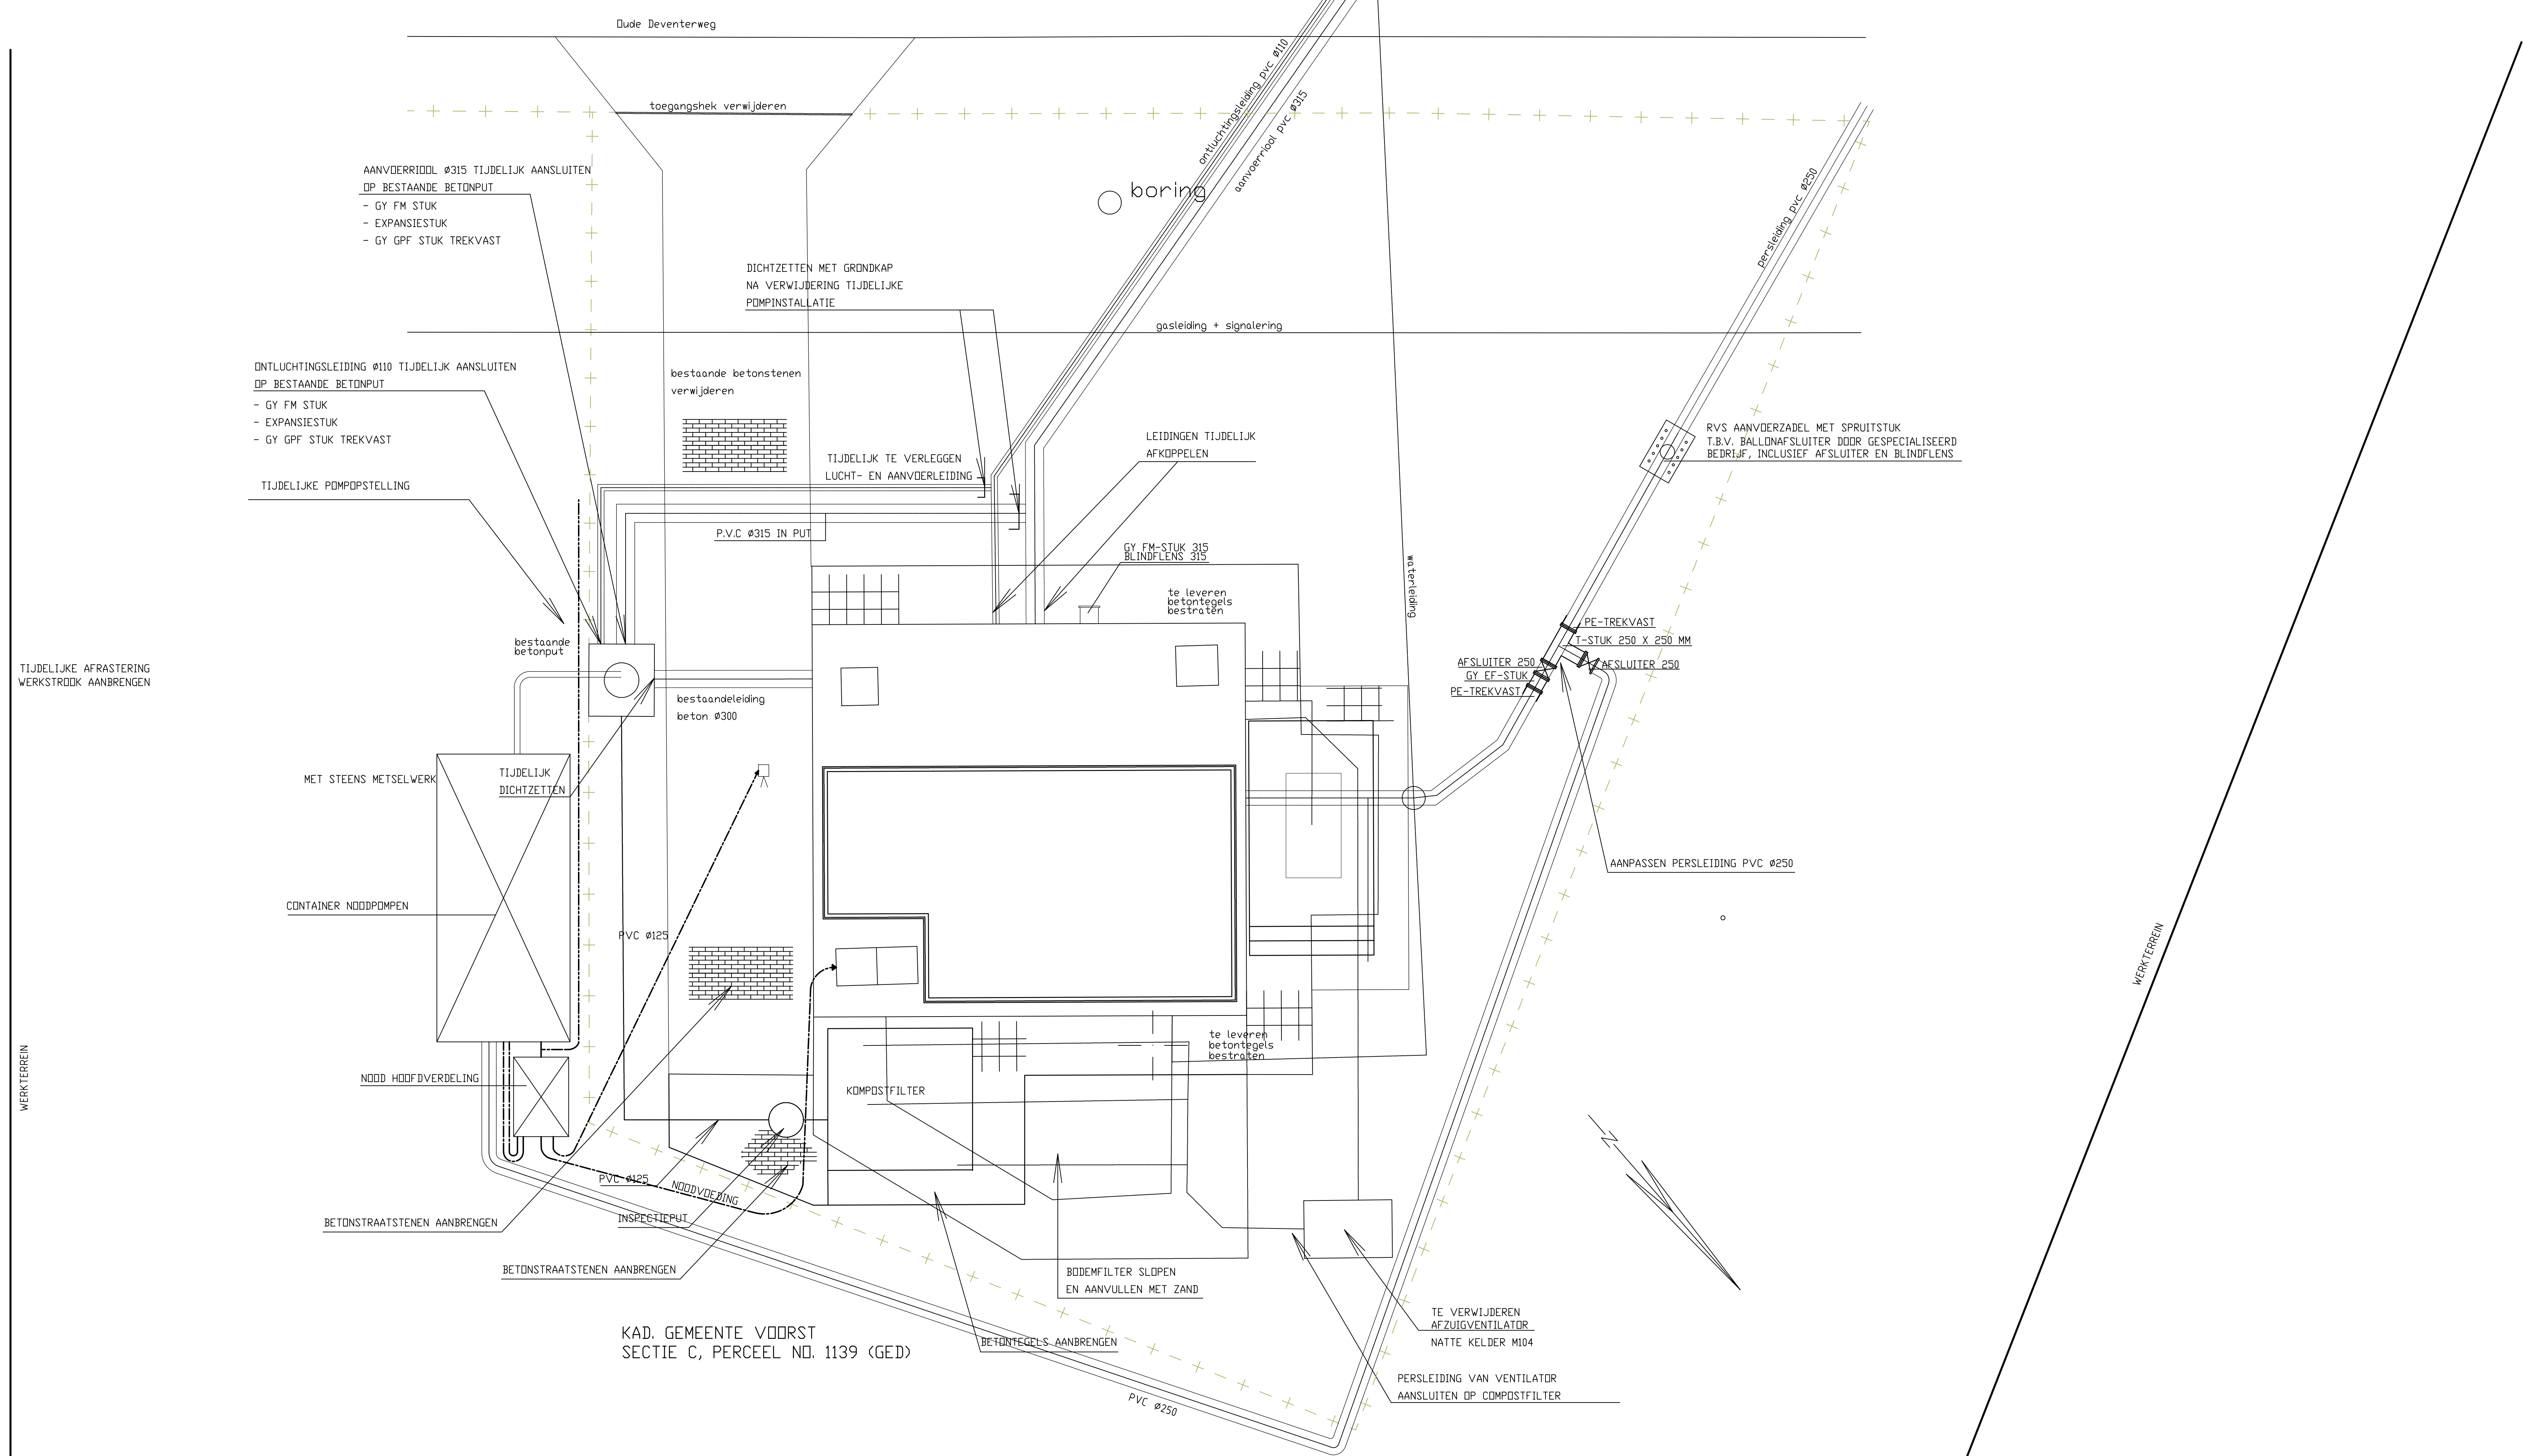 Oude Deventerweg
toegangshek verwijderen
ontluchtingsleiding pvc ø110
aanvoerriool pvc ø315
AANVOERRIOOL ø315 TIJDELIJK AANSLUITEN
OP BESTAANDE BETONPUT
- GY FM STUK
- EXPANSIESTUK
- GY GPF STUK TREKVAST
boring
persleiding pvc ø250
DICHTZETTEN MET GRONDKAP
NA VERWIJDERING TIJDELIJKE
POMPINSTALLATIE
gasleiding + signalering
ONTLUCHTINGSLEIDING ø110 TIJDELIJK AANSLUITEN
OP BESTAANDE BETONPUT
- GY FM STUK
- EXPANSIESTUK
- GY GPF STUK TREKVAST
bestaande betonstenen
verwijderen
TIJDELIJK TE VERLEGGEN
LUCHT- EN AANVOERLEIDING
LEIDINGEN TIJDELIJK
AFKOPPELEN
RVS AANVOERZADEL MET SPRUITSTUK
T.B.V. BALLONAFSLUITER DOOR GESPECIALISEERD
BEDRIJF, INCLUSIEF AFSLUITER EN BLINDFLENS
TIJDELIJKE POMPOPSTELLING
P.V.C ø315 IN PUT
GY FM-STUK 315
BLINDFLENS 315
te leveren
betontegels
bestraten
waterleiding
PE-TREKVAST
T-STUK 250 X 250 MM
AFSLUITER 250
AFSLUITER 250
GY EF-STUK
PE-TREKVAST
bestaande
betonput
TIJDELIJKE AFRASTERING
WERKSTROOK AANBRENGEN
bestaandeleiding
beton ø300
MET STEENS METSELWERK
TIJDELIJK
DICHTZETTEN
AANPASSEN PERSLEIDING PVC ø250
CONTAINER NOODPOMPEN
PVC ø125
WERKTERREIN
WERKTERREIN
te leveren
betontegels
bestraten
NOOD HOOFDVERDELING
KOMPOSTFILTER
N
PVC ø125
NOODVOEDING
BETONSTRAATSTENEN AANBRENGEN
INSPECTIEPUT
BETONSTRAATSTENEN AANBRENGEN
BODEMFILTER SLOPEN
EN AANVULLEN MET ZAND
TE VERWIJDEREN
AFZUIGVENTILATOR
NATTE KELDER M104
KAD. GEMEENTE VOORST
SECTIE C, PERCEEL NO. 1139 (GED)
BETONTEGELS AANBRENGEN
PERSLEIDING VAN VENTILATOR
AANSLUITEN OP COMPOSTFILTER
PVC ø250